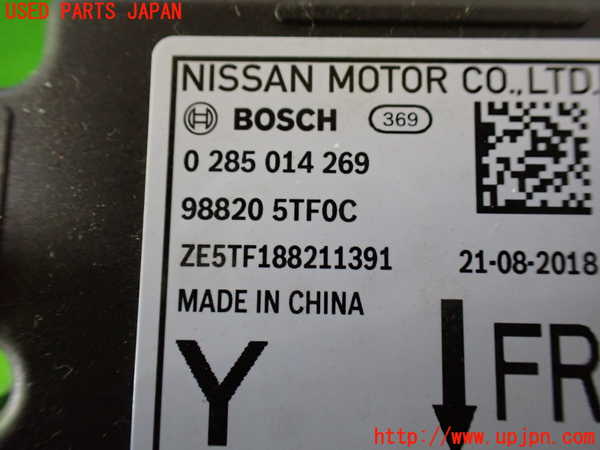 USED PARTS JAPAN
NISSAN MOTOR CO.,LTD.
BOSCH 369
0 285 014 269
98820 5TF0C
ZE5TF188211391 21-08-2018
MADE IN CHINA
Y FR
http://www.upjpn.com/